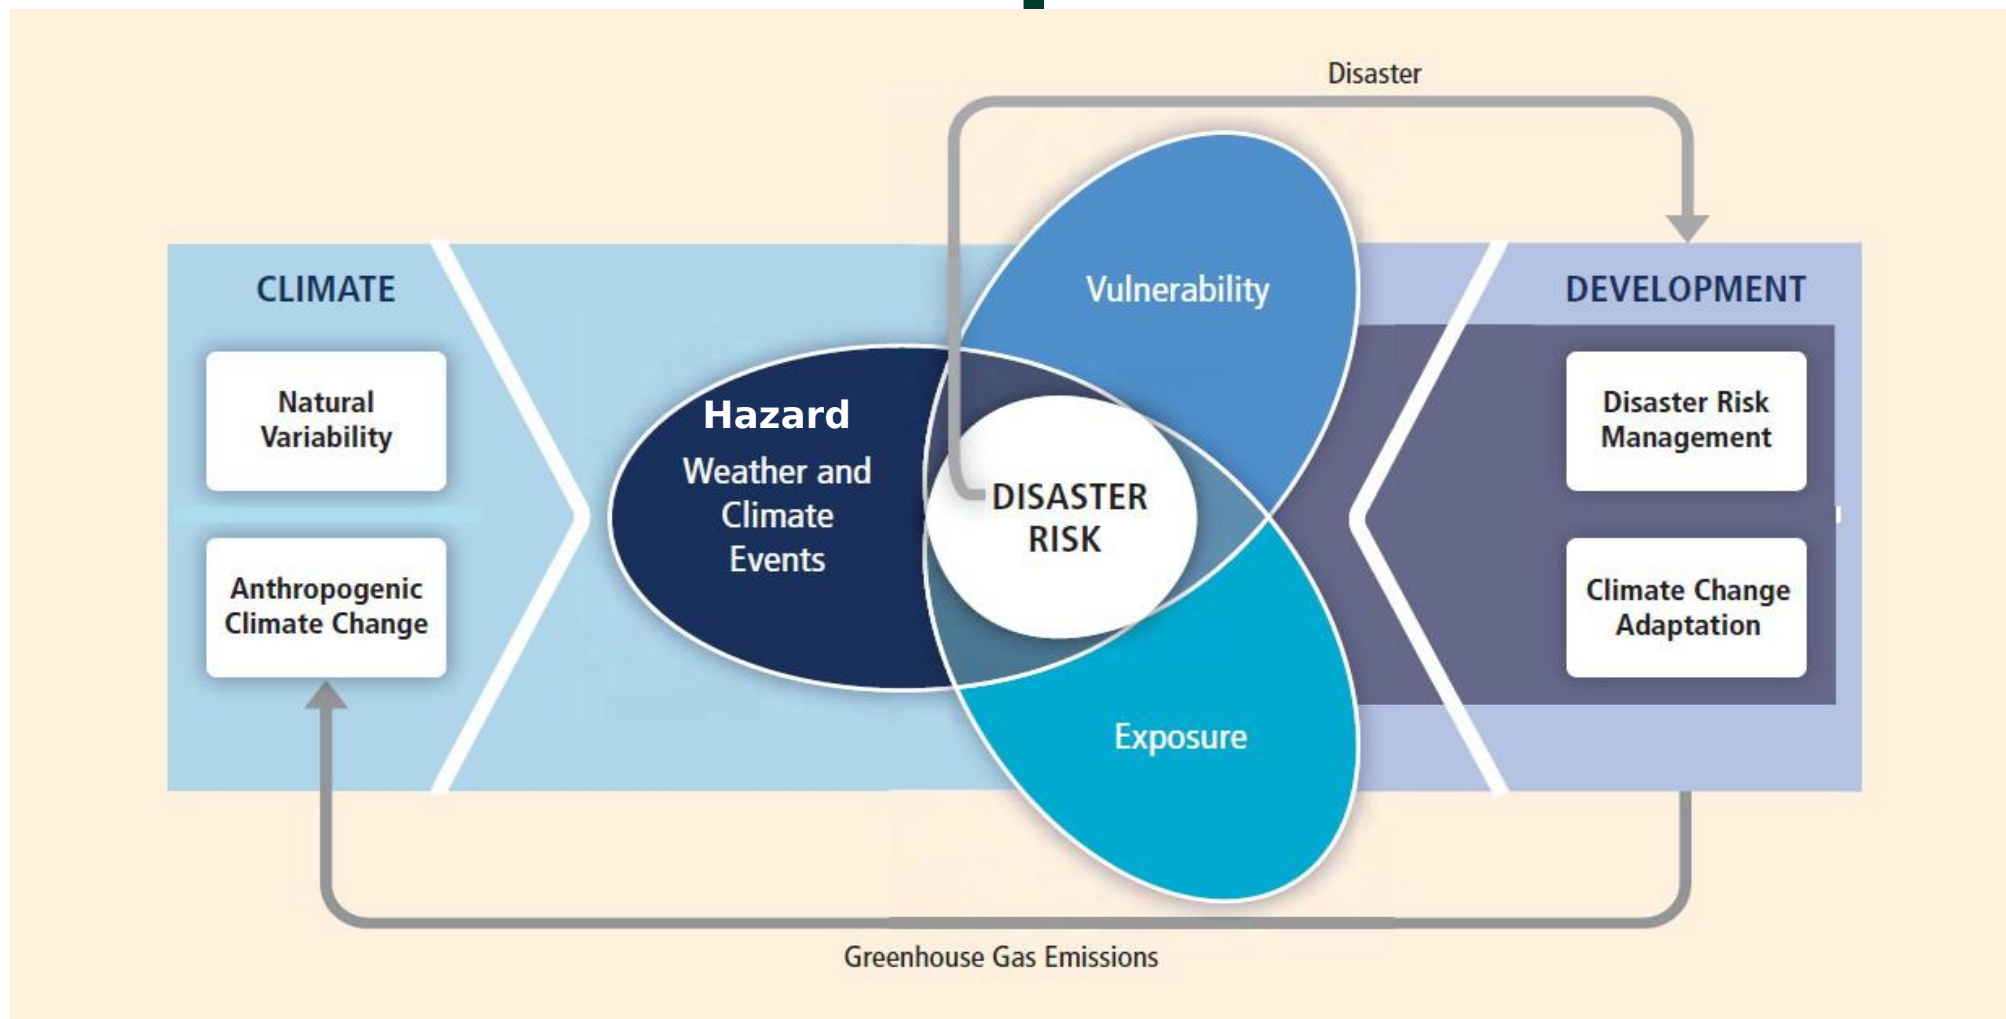 Disaster
CLIMATE
Natural
Variability
Anthropogenic
Climate Change
Hazard
Weather and
Climate
Events
Vulnerability
DISASTER
RISK
Exposure
DEVELOPMENT
Disaster Risk
Management
Climate Change
Adaptation
Greenhouse Gas Emissions